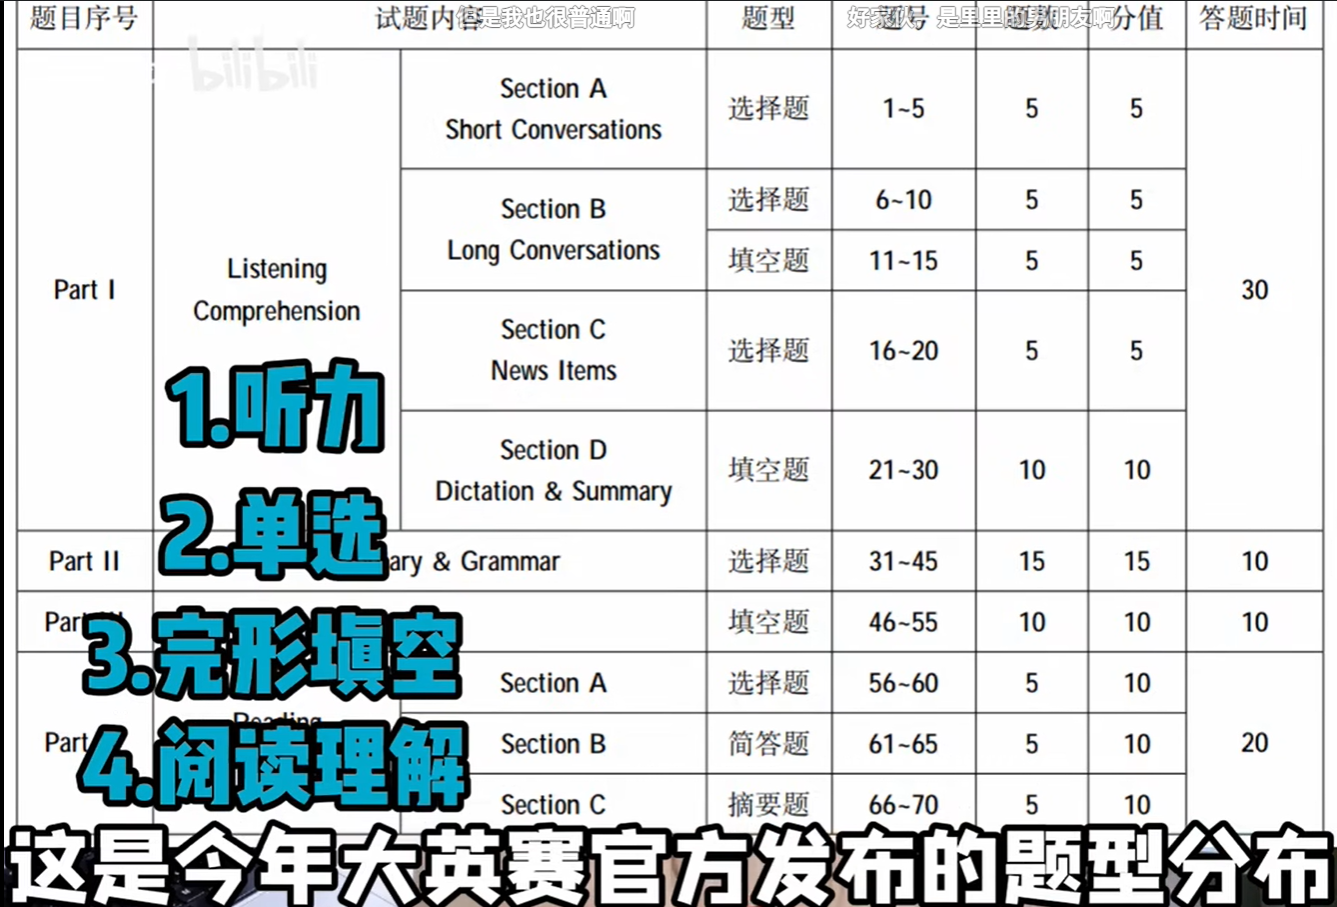 题目序号 试题内容 题型 题号 题数 分值 答题时间
但是我也很普通啊
好家伙，是里里的男朋友啊
bilibili
Part I
Listening
Comprehension
Section A
Short Conversations
选择题 1~5 5 5
Section B
Long Conversations
选择题 6~10 5 5
填空题 11~15 5 5
30
Section C
News Items
选择题 16~20 5 5
Section D
Dictation & Summary
填空题 21~30 10 10
1.听力
Part II ary & Grammar 选择题 31~45 15 15 10
2.单选
Part III 填空题 46~55 10 10 10
3.完形填空
Part
Reading
Section A 选择题 56~60 5 10
Section B 简答题 61~65 5 10
20
Section C 摘要题 66~70 5 10
4.阅读理解
这是今年大英赛官方发布的题型分布